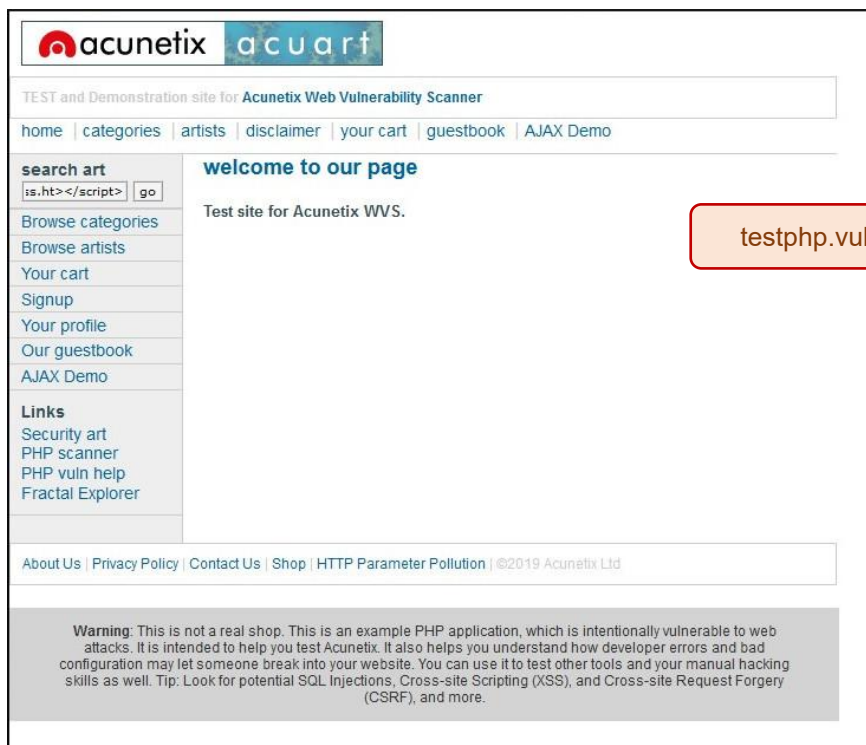 acunetix acuart
TEST and Demonstration site for Acunetix Web Vulnerability Scanner
home | categories | artists | disclaimer | your cart | guestbook | AJAX Demo
search art
ss.ht></script> go
Browse categories
Browse artists
Your cart
Signup
Your profile
Our guestbook
AJAX Demo
Links
Security art
PHP scanner
PHP vuln help
Fractal Explorer
welcome to our page
Test site for Acunetix WVS.
testphp.vul
About Us | Privacy Policy | Contact Us | Shop | HTTP Parameter Pollution | ©2019 Acunetix Ltd
Warning: This is not a real shop. This is an example PHP application, which is intentionally vulnerable to web
attacks. It is intended to help you test Acunetix. It also helps you understand how developer errors and bad
configuration may let someone break into your website. You can use it to test other tools and your manual hacking
skills as well. Tip: Look for potential SQL Injections, Cross-site Scripting (XSS), and Cross-site Request Forgery
(CSRF), and more.